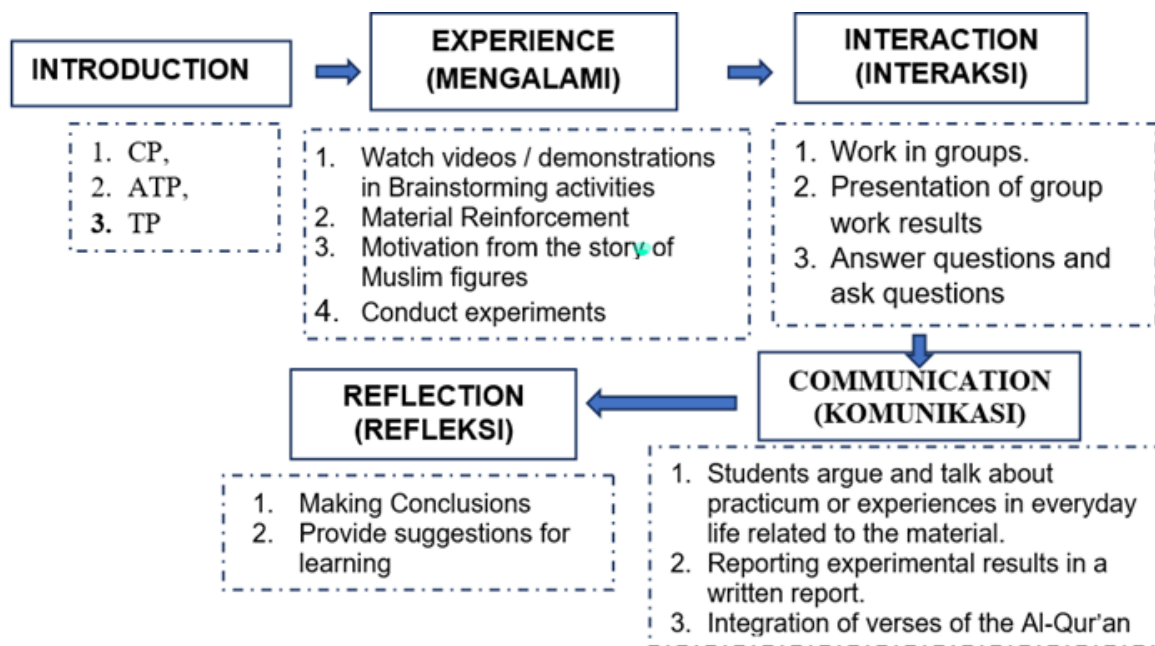 INTRODUCTION
1. CP,
2. ATP,
3. TP
EXPERIENCE
(MENGALAMI)
1. Watch videos / demonstrations
in Brainstorming activities
2. Material Reinforcement
3. Motivation from the story of
Muslim figures
4. Conduct experiments
INTERACTION
(INTERAKSI)
1. Work in groups.
2. Presentation of group
work results
3. Answer questions and
ask questions
COMMUNICATION
(KOMUNIKASI)
1. Students argue and talk about
practicum or experiences in everyday
life related to the material.
2. Reporting experimental results in a
written report.
3. Integration of verses of the Al-Qur'an
REFLECTION
(REFLEKSI)
1. Making Conclusions
2. Provide suggestions for
learning